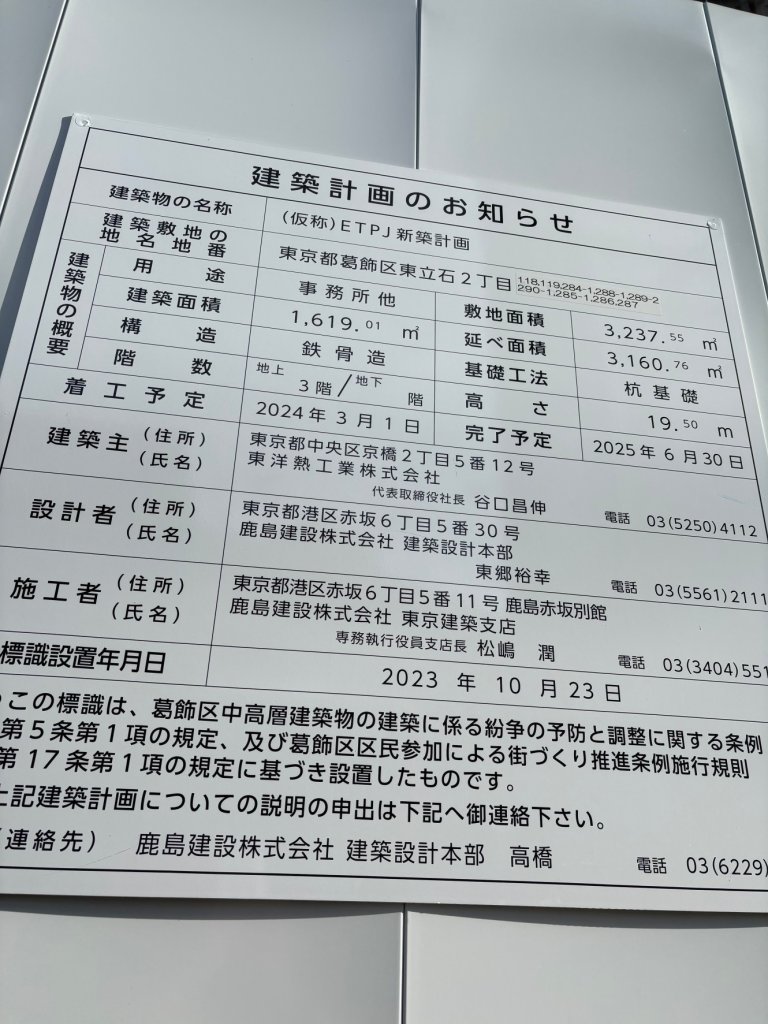 建築計画のお知らせ
建築物の名称 (仮称)ETPJ新築計画
建築敷地の地名地番 東京都葛飾区東立石2丁目 118.119.284-1.288-1.289-2
290-1.285-1.286.287
建築物の概要
用途 事務所他 敷地面積 3,237.55 ㎡
建築面積 1,619.01 ㎡ 延べ面積 3,160.76 ㎡
構造 鉄骨造 基礎工法 杭基礎
階数 地上 3階/地下 階 高さ 19.50 m
着工予定 2024年3月1日 完了予定 2025年6月30日
建築主 (住所) 東京都中央区京橋2丁目5番12号
(氏名) 東洋熱工業株式会社
代表取締役社長 谷口昌伸 電話 03(5250)4112
設計者 (住所) 東京都港区赤坂6丁目5番30号
(氏名) 鹿島建設株式会社 建築設計本部
東郷裕幸 電話 03(5561)2111
施工者 (住所) 東京都港区赤坂6丁目5番11号 鹿島赤坂別館
(氏名) 鹿島建設株式会社 東京建築支店
専務執行役員支店長 松嶋 潤 電話 03(3404)551
標識設置年月日 2023 年 10 月 23 日
この標識は、葛飾区中高層建築物の建築に係る紛争の予防と調整に関する条例
第5条第1項の規定、及び葛飾区区民参加による街づくり推進条例施行規則
第17条第1項の規定に基づき設置したものです。
上記建築計画についての説明の申出は下記へ御連絡下さい。
(連絡先) 鹿島建設株式会社 建築設計本部 高橋 電話 03(6229)